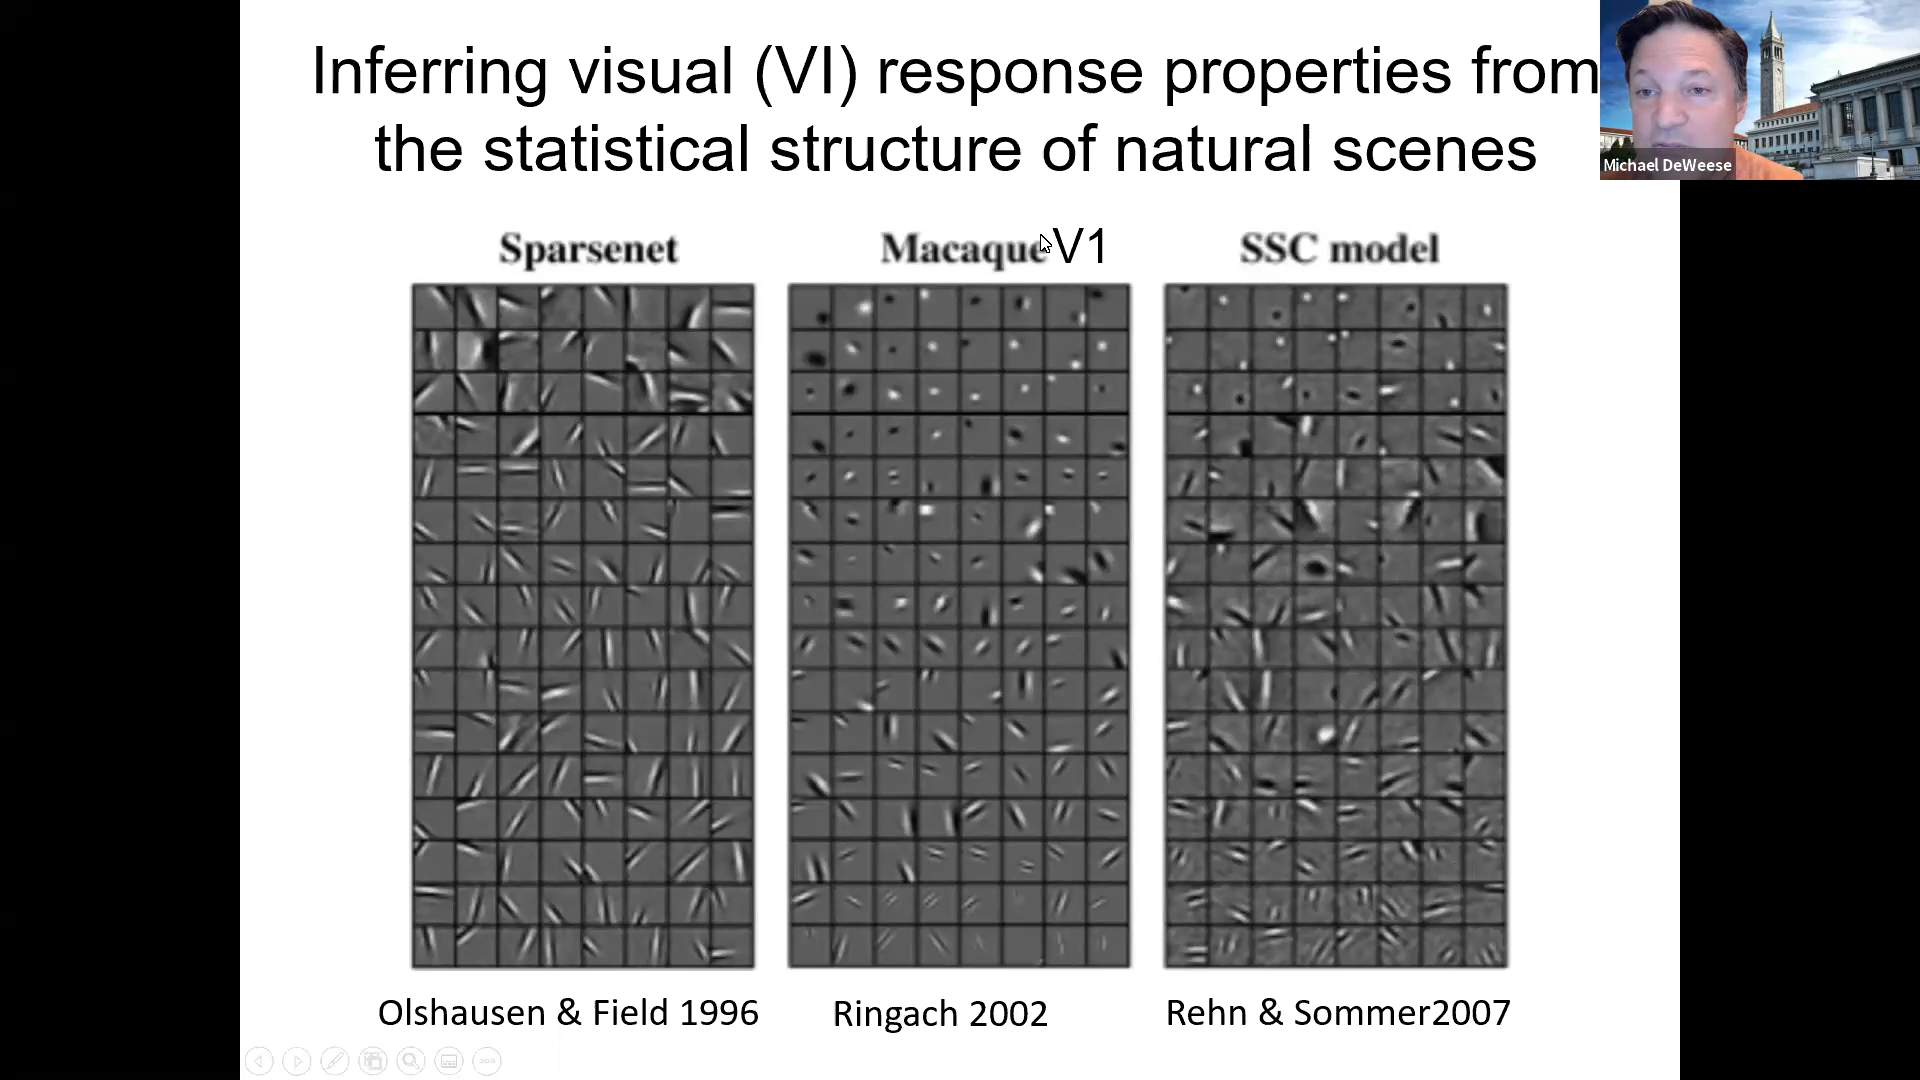 Inferring visual (VI) response properties from
the statistical structure of natural scenes
Michael DeWeese
Sparsenet
Macaque V1
SSC model
Olshausen & Field 1996
Ringach 2002
Rehn & Sommer2007